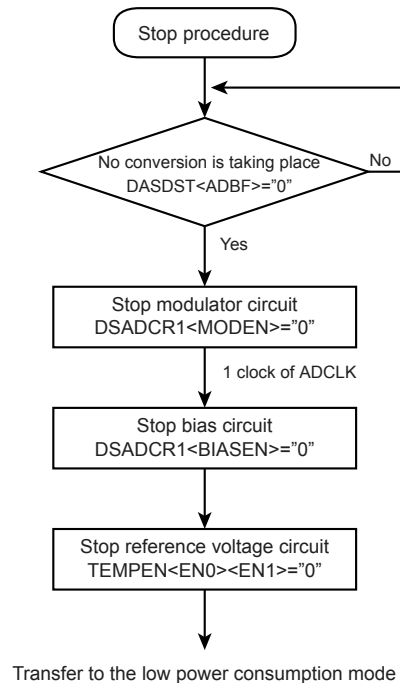 Stop procedure
No conversion is taking place
DASDST<ADBF>=”0”
No
Yes
Stop modulator circuit
DSADCR1<MODEN>=”0”
1 clock of ADCLK
Stop bias circuit
DSADCR1<BIASEN>=”0”
Stop reference voltage circuit
TEMPEN<EN0><EN1>=”0”
Transfer to the low power consumption mode